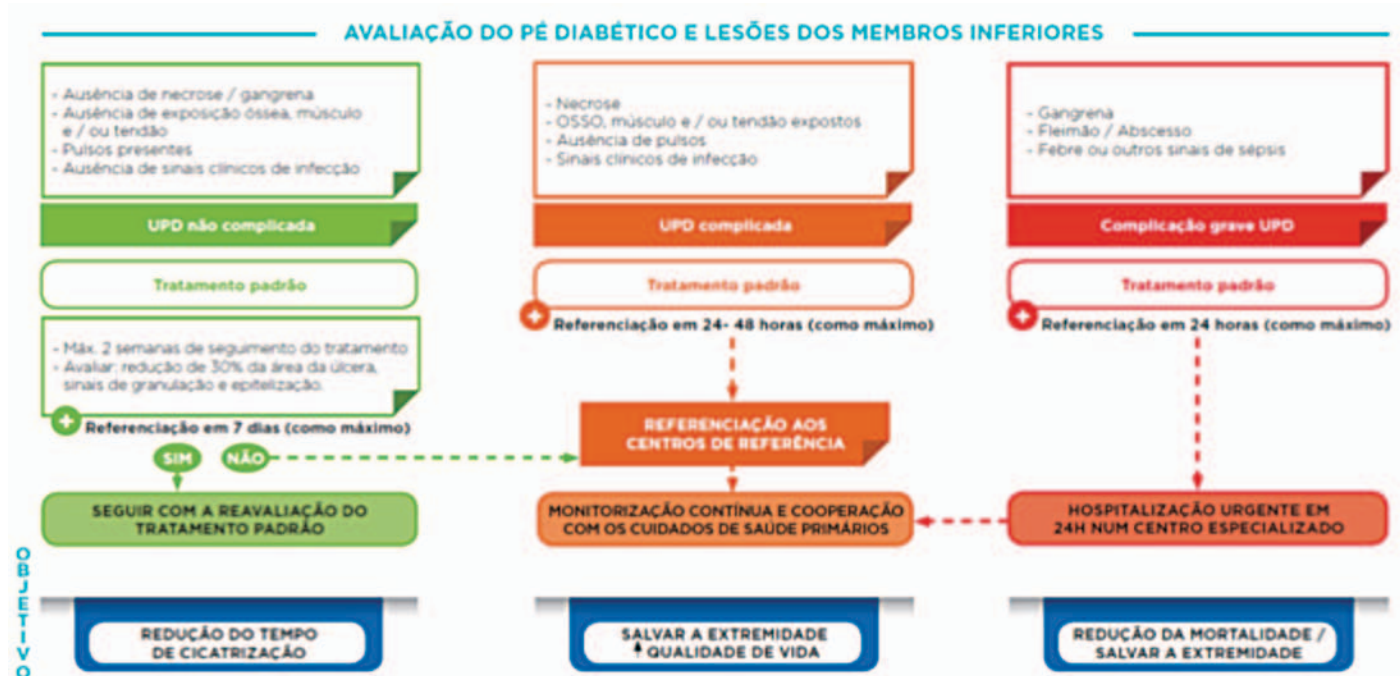 AVALIAÇÃO DO PÉ DIABÉTICO E LESÕES DOS MEMBROS INFERIORES
- Ausência de necrose / gangrena
- Ausência de exposição óssea, músculo
e / ou tendão
- Pulsos presentes
- Ausência de sinais clínicos de infecção
UPD não complicada
Tratamento padrão
- Máx. 2 semanas de seguimento do tratamento
- Avaliar: redução de 30% da área da úlcera,
sinais de granulação e epitelização.
+ Referenciação em 7 dias (como máximo)
SIM NÃO
SEGUIR COM A REAVALIAÇÃO DO
TRATAMENTO PADRÃO
- Necrose
- OSSO, músculo e / ou tendão expostos
- Ausência de pulsos
- Sinais clínicos de infecção
UPD complicada
Tratamento padrão
+ Referenciação em 24- 48 horas (como máximo)
REFERENCIAÇÃO AOS
CENTROS DE REFERÊNCIA
MONITORIZAÇÃO CONTÍNUA E COOPERAÇÃO
COM OS CUIDADOS DE SAÚDE PRIMÁRIOS
- Gangrena
- Fleimão / Abscesso
- Febre ou outros sinais de sépsis
Complicação grave UPD
Tratamento padrão
+ Referenciação em 24 horas (como máximo)
HOSPITALIZAÇÃO URGENTE EM
24H NUM CENTRO ESPECIALIZADO
OBJETIVO
REDUÇÃO DO TEMPO
DE CICATRIZAÇÃO
SALVAR A EXTREMIDADE
↑ QUALIDADE DE VIDA
REDUÇÃO DA MORTALIDADE /
SALVAR A EXTREMIDADE